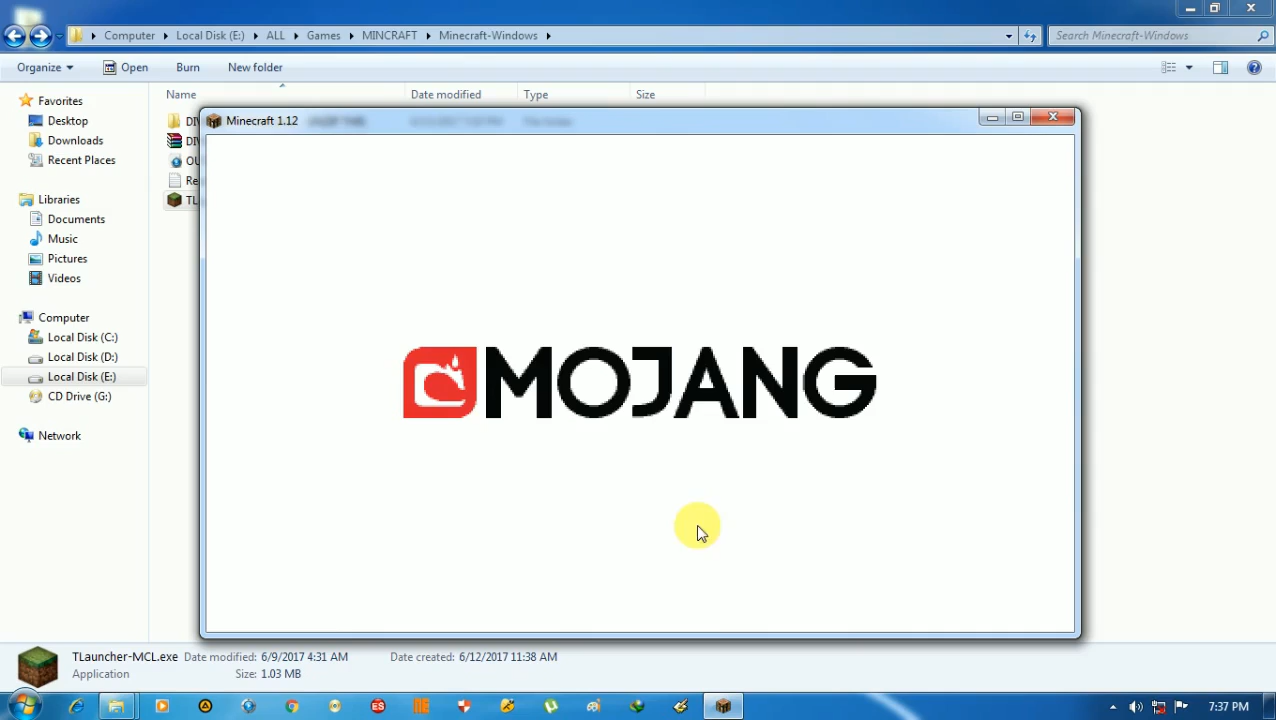 Computer Local Disk (E:) ALL Games MINCRAFT Minecraft-Windows
Search Minecraft-Windows
Organize Open Burn New folder
Name Date modified Type Size
Favorites
Desktop
Downloads
Recent Places
Libraries
Documents
Music
Pictures
Videos
Computer
Local Disk (C:)
Local Disk (D:)
Local Disk (E:)
CD Drive (G:)
Network
Minecraft 1.12
MOJANG
TLauncher-MCL.exe Date modified: 6/9/2017 4:31 AM Date created: 6/12/2017 11:38 AM
Application Size: 1.03 MB
ES
7:37 PM